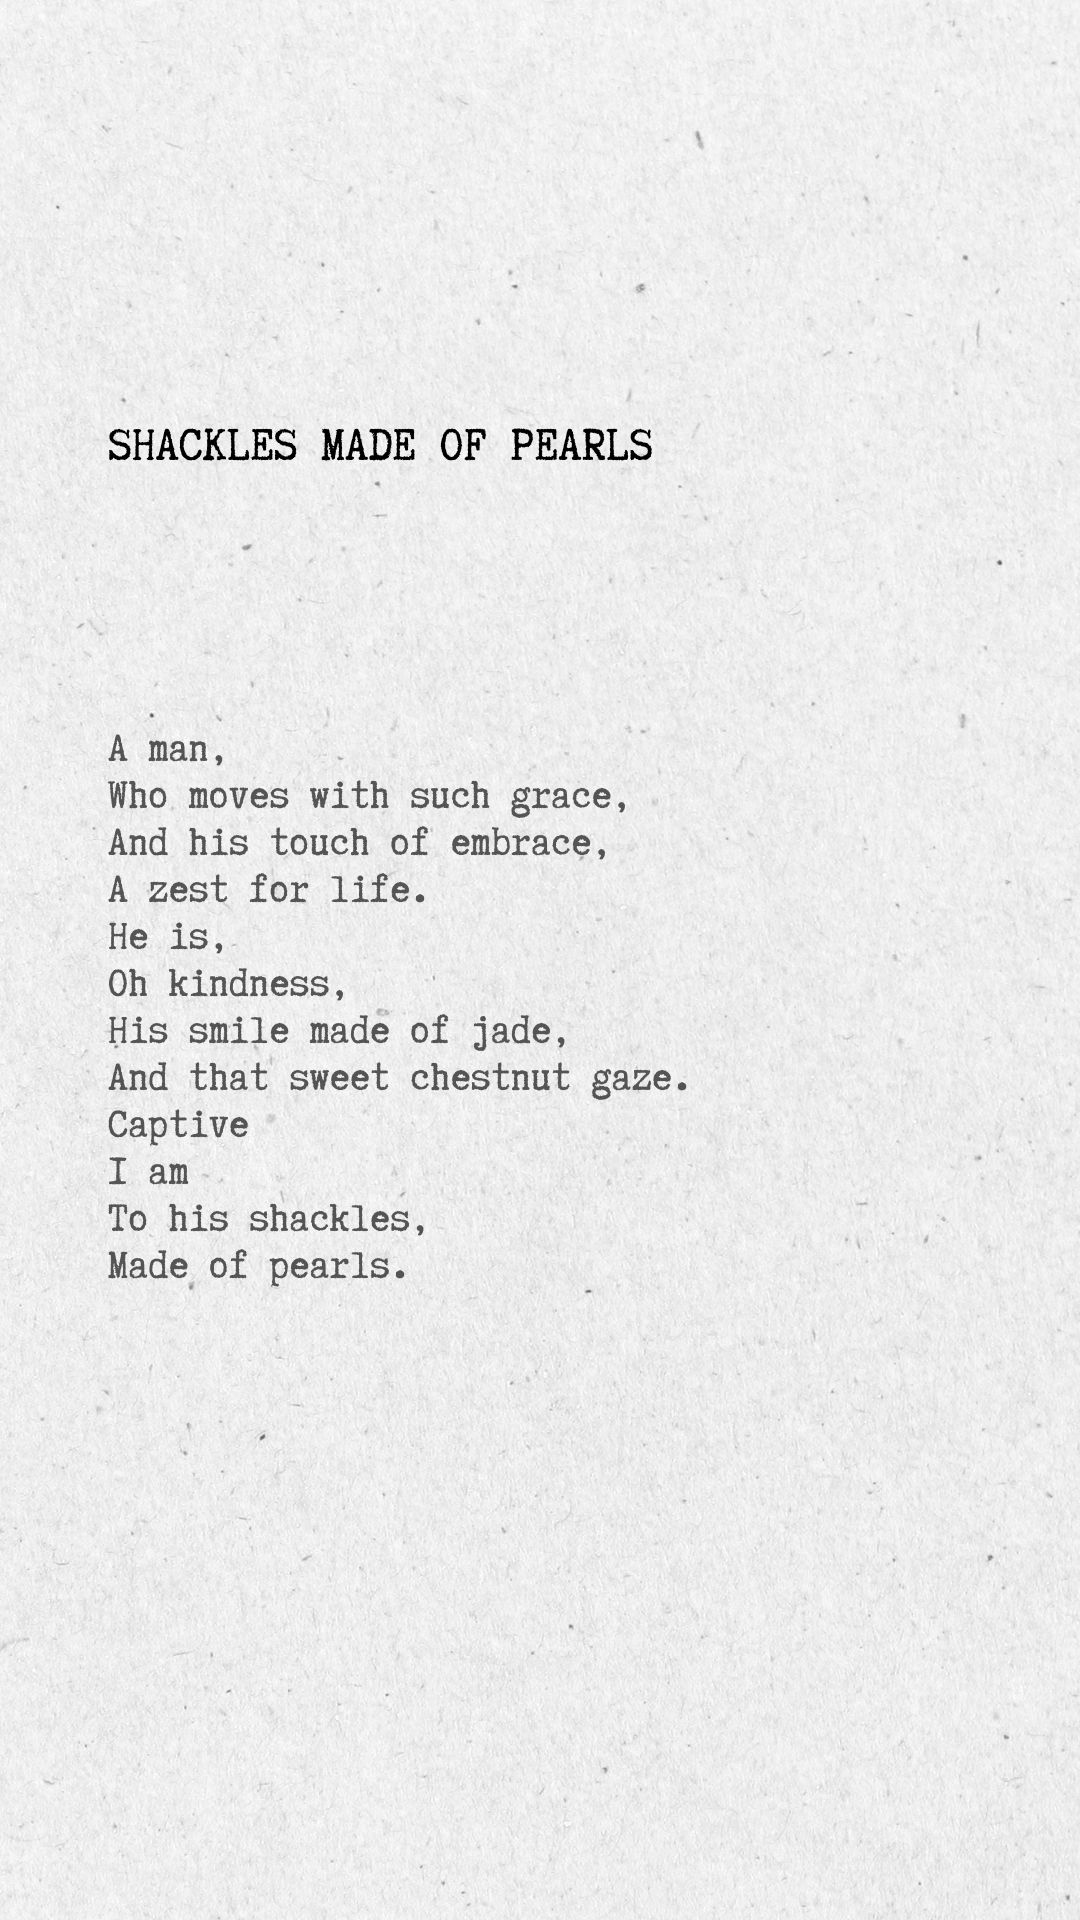 SHACKLES MADE OF PEARLS
A man,
Who moves with such grace,
And his touch of embrace,
A zest for life.
He is,
Oh kindness,
His smile made of jade,
And that sweet chestnut gaze.
Captive
I am
To his shackles,
Made of pearls.